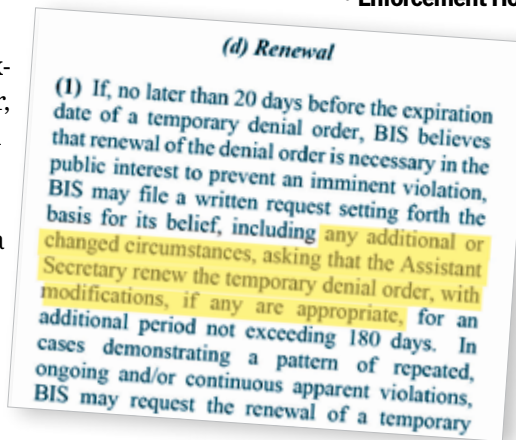 Enforcement Ho
(d) Renewal
(1) If, no later than 20 days before the expiration
date of a temporary denial order, BIS believes
that renewal of the denial order is necessary in the
public interest to prevent an imminent violation,
BIS may file a written request setting forth the
basis for its belief, including any additional or
changed circumstances, asking that the Assistant
Secretary renew the temporary denial order, with
modifications, if any are appropriate, for an
additional period not exceeding 180 days. In
cases demonstrating a pattern of repeated,
ongoing and/or continuous apparent violations,
BIS may request the renewal of a temporary